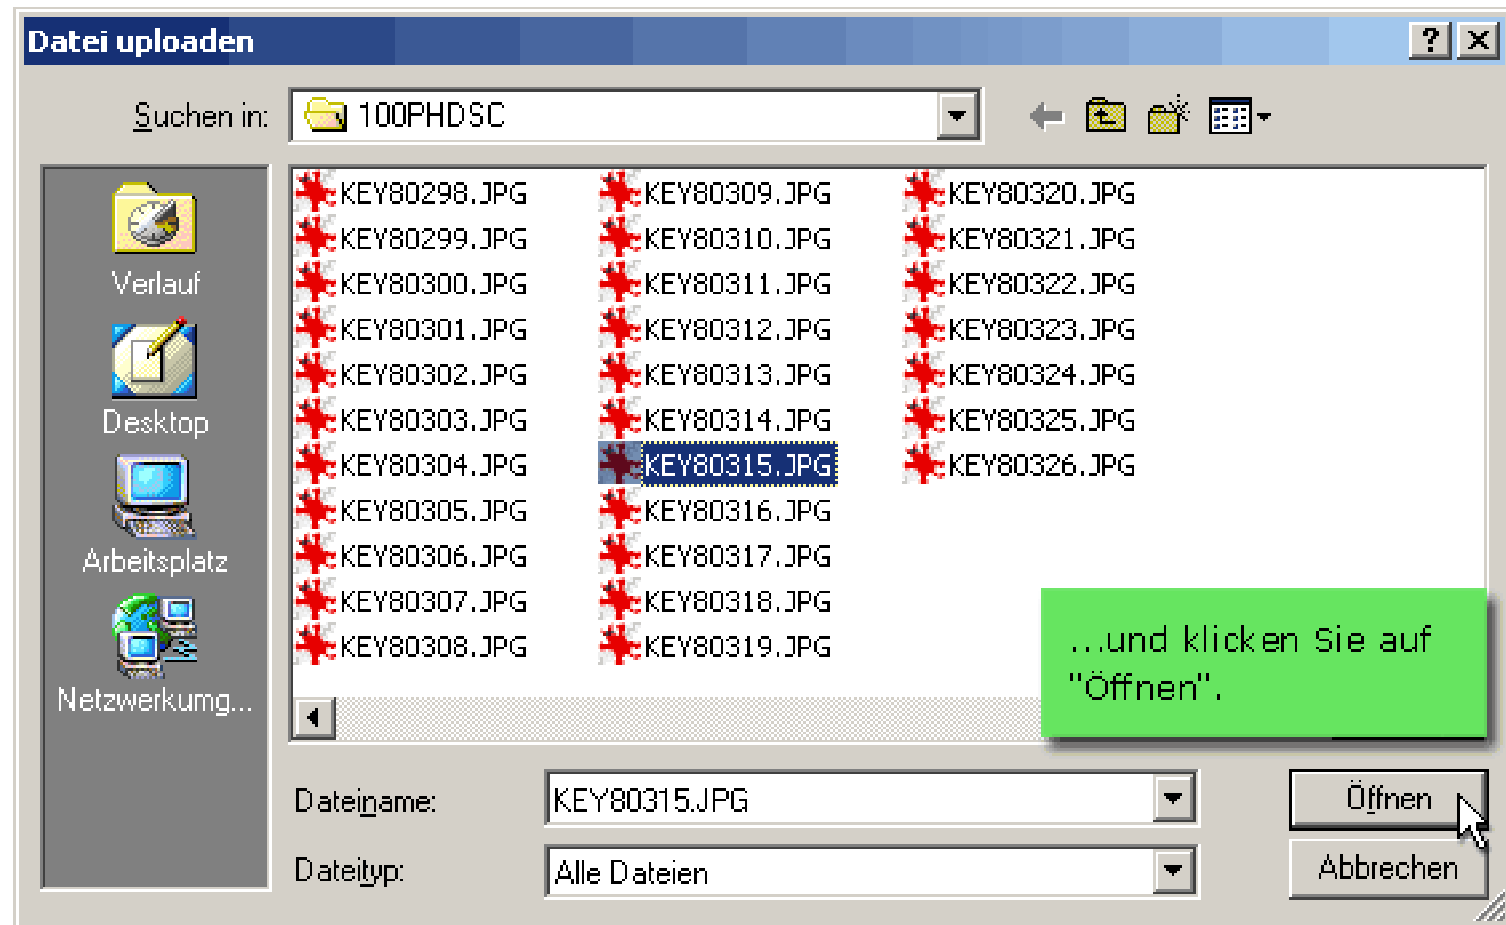 Datei uploaden
Suchen in: 100PHDSC
Verlauf
Desktop
Arbeitsplatz
Netzwerkumg...
KEY80298.JPG
KEY80299.JPG
KEY80300.JPG
KEY80301.JPG
KEY80302.JPG
KEY80303.JPG
KEY80304.JPG
KEY80305.JPG
KEY80306.JPG
KEY80307.JPG
KEY80308.JPG
KEY80309.JPG
KEY80310.JPG
KEY80311.JPG
KEY80312.JPG
KEY80313.JPG
KEY80314.JPG
KEY80315.JPG
KEY80316.JPG
KEY80317.JPG
KEY80318.JPG
KEY80319.JPG
KEY80320.JPG
KEY80321.JPG
KEY80322.JPG
KEY80323.JPG
KEY80324.JPG
KEY80325.JPG
KEY80326.JPG
...und klicken Sie auf
"Öffnen".
Dateiname: KEY80315.JPG Öffnen
Dateityp: Alle Dateien Abbrechen